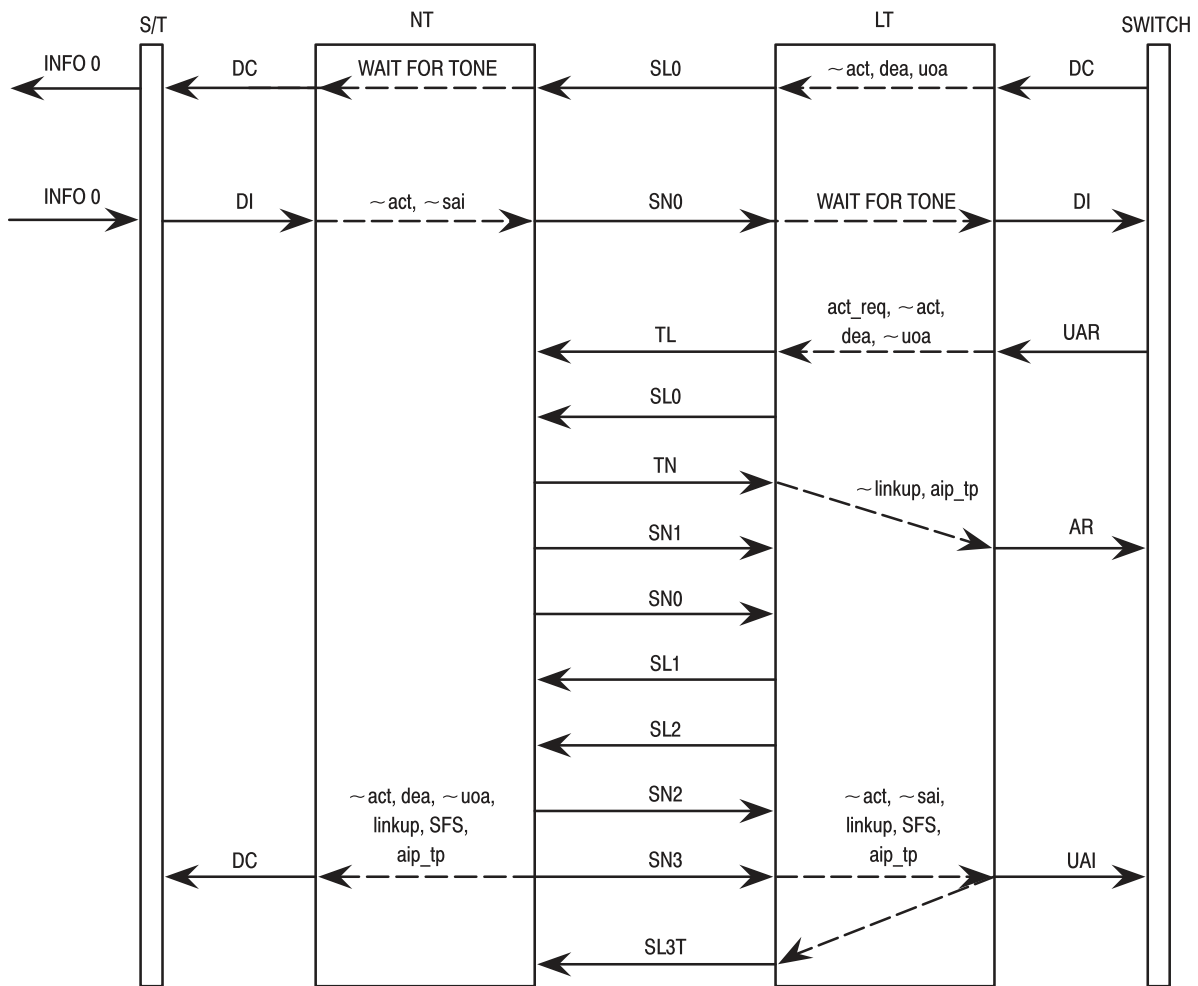 S/T NT LT SWITCH
INFO 0 DC WAIT FOR TONE SL0 ~act, dea, uoa DC
INFO 0 DI ~act, ~sai SN0 WAIT FOR TONE DI
act_req, ~act,
TL dea, ~uoa UAR
SL0
TN ~linkup, aip_tp
SN1 AR
SN0
SL1
SL2
~act, dea, ~uoa, SN2 ~act, ~sai,
linkup, SFS, linkup, SFS,
DC aip_tp SN3 aip_tp UAI
SL3T